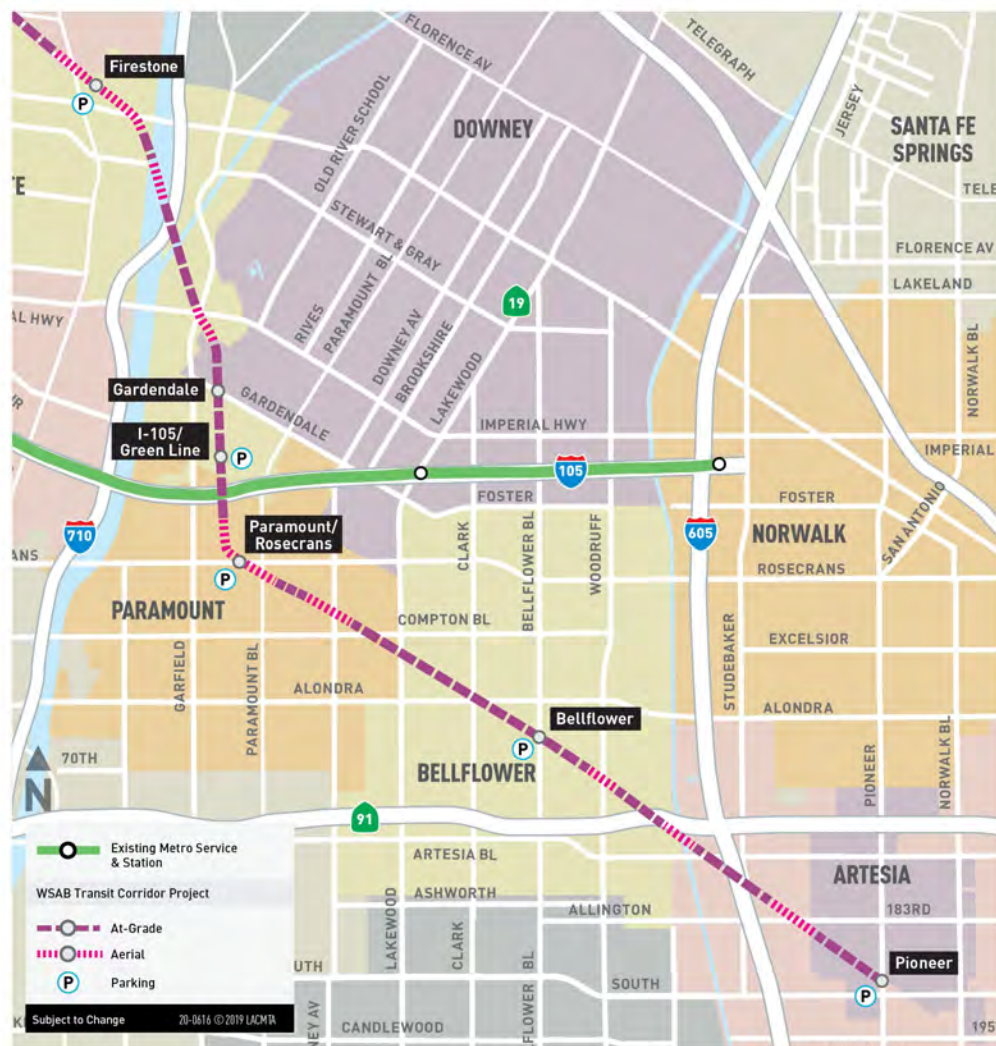 FLORENCE AV
TELEGRAPH
Firestone
P
JERSEY
OLD RIVER SCHOOL
DOWNEY
SANTA FE
SPRINGS
TE
TELE
STEWART & GRAY
FLORENCE AV
PARAMOUNT BL
LAKELAND
19
AL HWY
RIVES
DOWNEY AV
BROOKSHIRE
LAKEWOOD
NORWALK BL
Gardendale
GARDENDALE
IMPERIAL HWY
I-105/
Green Line
P
IMPERIAL
105
FOSTER
FOSTER
SAN ANTONIO
710
Paramount/
Rosecrans
CLARK
BELLFLOWER BL
WOODRUFF
605
NORWALK
ANS
P
ROSECRANS
PARAMOUNT
COMPTON BL
EXCELSIOR
GARFIELD
PARAMOUNT BL
STUDEBAKER
ALONDRA
ALONDRA
Bellflower
P
70TH
BELLFLOWER
PIONEER
NORWALK BL
N
91
Existing Metro Service
& Station
ARTESIA BL
ARTESIA
WSAB Transit Corridor Project
LAKEWOOD
ASHWORTH
CLARK
ALLINGTON
183RD
At-Grade
Aerial
Pioneer
P
Parking
UTH
FLOWER BL
SOUTH
P
Subject to Change
20-0616 © 2019 LACMTA
NEY AV
CANDLEWOOD
195